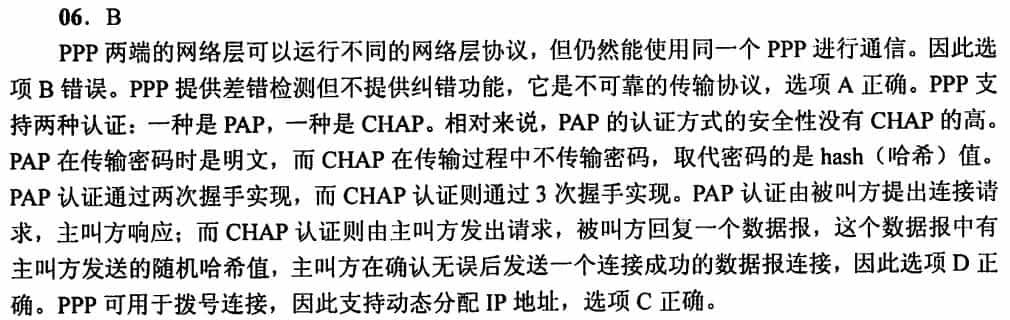 06. B
PPP 两端的网络层可以运行不同的网络层协议，但仍然能使用同一个 PPP 进行通信。因此选
项 B 错误。PPP 提供差错检测但不提供纠错功能，它是不可靠的传输协议，选项 A 正确。PPP 支
持两种认证：一种是 PAP，一种是 CHAP。相对来说，PAP 的认证方式的安全性没有 CHAP 的高。
PAP 在传输密码时是明文，而 CHAP 在传输过程中不传输密码，取代密码的是 hash（哈希）值。
PAP 认证通过两次握手实现，而 CHAP 认证则通过 3 次握手实现。PAP 认证由被叫方提出连接请
求，主叫方响应；而 CHAP 认证则由主叫方发出请求，被叫方回复一个数据报，这个数据报中有
主叫方发送的随机哈希值，主叫方在确认无误后发送一个连接成功的数据报连接，因此选项 D 正
确。PPP 可用于拨号连接，因此支持动态分配 IP 地址，选项 C 正确。